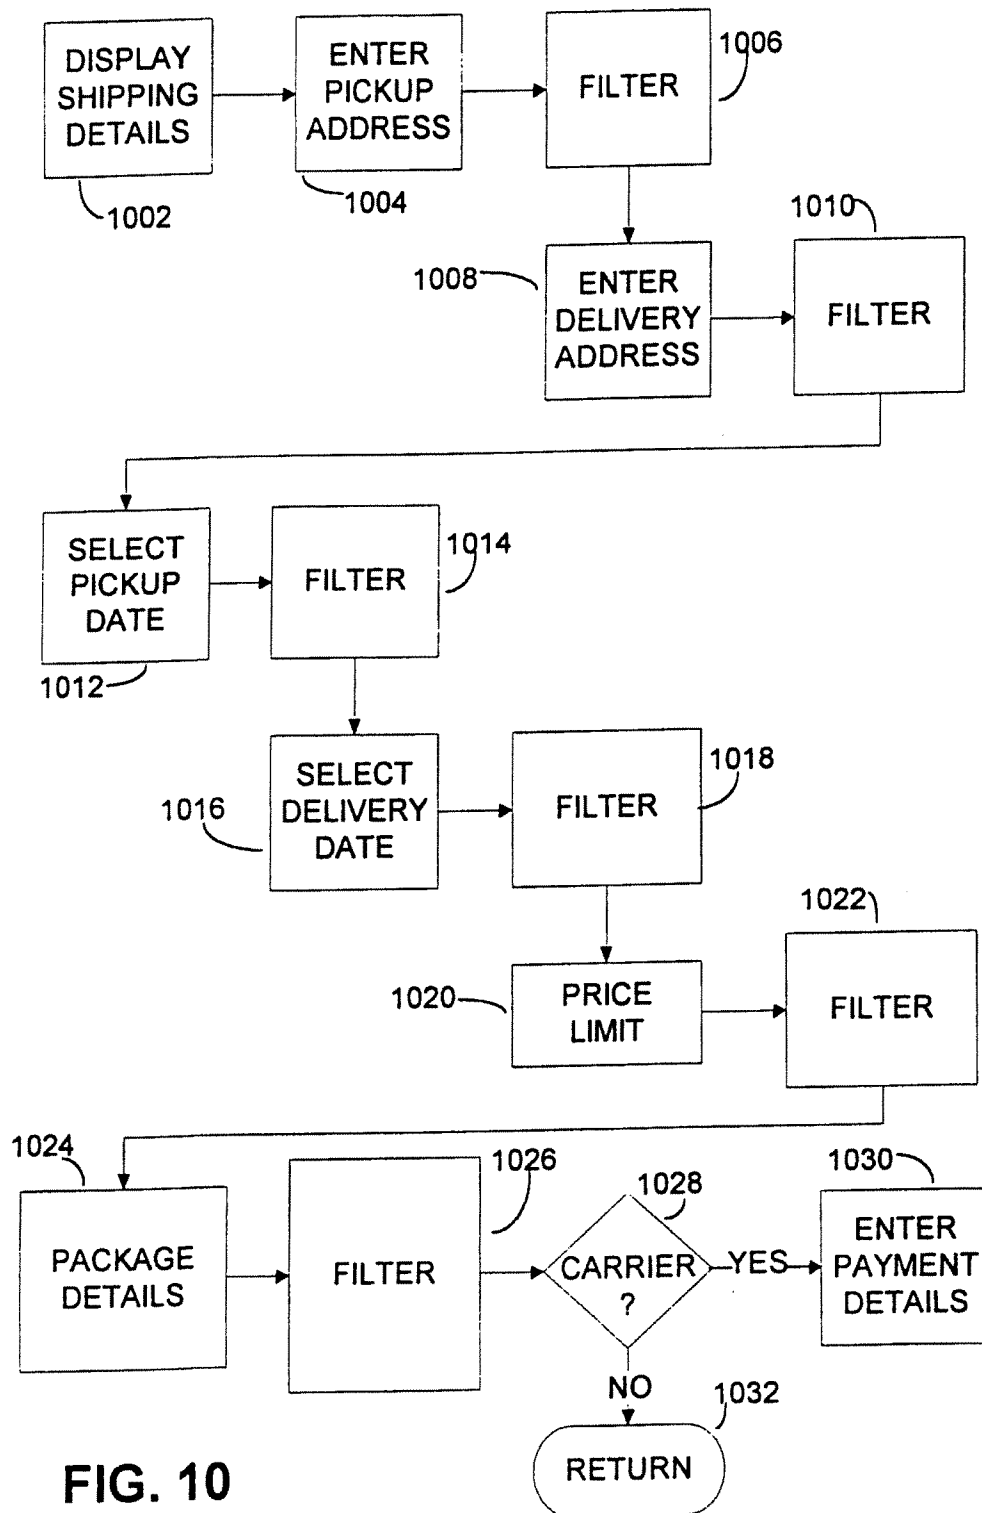 DISPLAY
SHIPPING
DETAILS
1002
ENTER
PICKUP
ADDRESS
1004
FILTER
1006
1008
ENTER
DELIVERY
ADDRESS
1010
FILTER
SELECT
PICKUP
DATE
1012
FILTER
1014
1016
SELECT
DELIVERY
DATE
FILTER
1018
1020
PRICE
LIMIT
1022
FILTER
1024
PACKAGE
DETAILS
FILTER
1026
CARRIER
?
1028
YES
1030
ENTER
PAYMENT
DETAILS
NO
1032
RETURN
FIG. 10